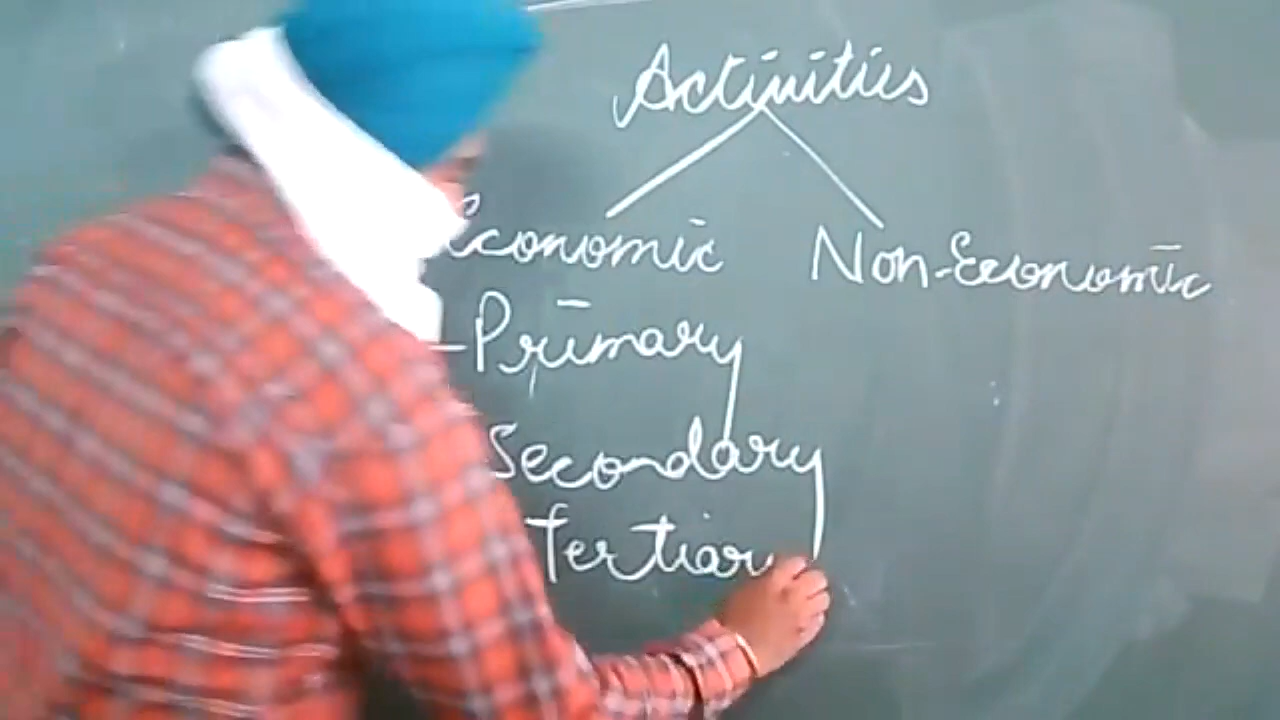 Activities
Economic Non-Economic
- Primary
Secondary
Tertiar